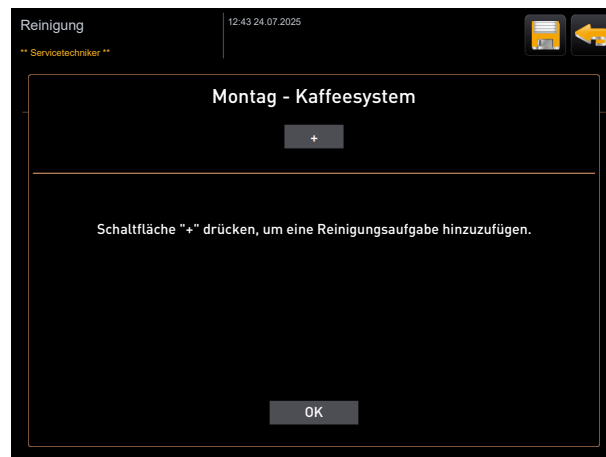 Reinigung
12:43 24.07.2025
** Servicetechniker **
Montag - Kaffeesystem
+
Schaltfläche "+" drücken, um eine Reinigungsaufgabe hinzuzufügen.
OK